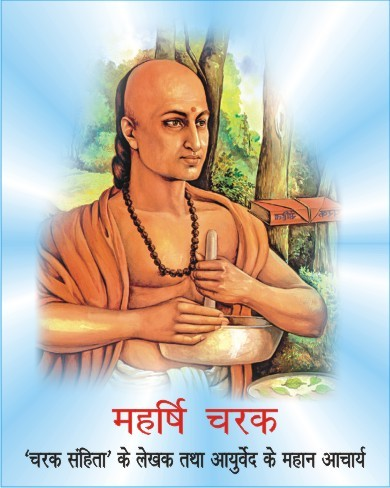 महर्षि चरक
‘चरक संहिता’ के लेखक तथा आयुर्वेद के महान आचार्य